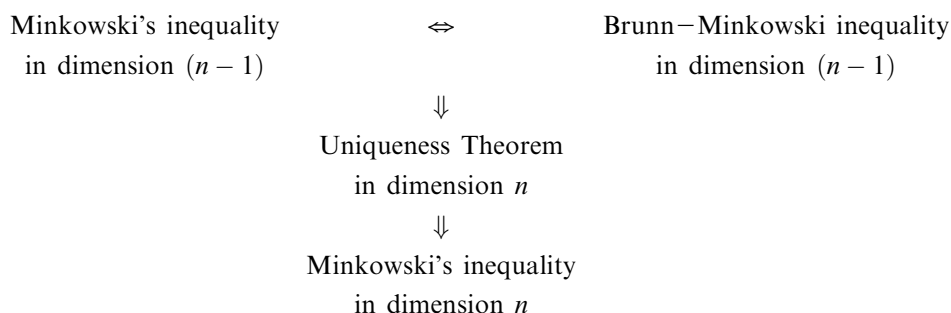 Minkowski's inequality ⇔ Brunn−Minkowski inequality
in dimension (n − 1) in dimension (n − 1)
⇓
Uniqueness Theorem
in dimension n
⇓
Minkowski's inequality
in dimension n